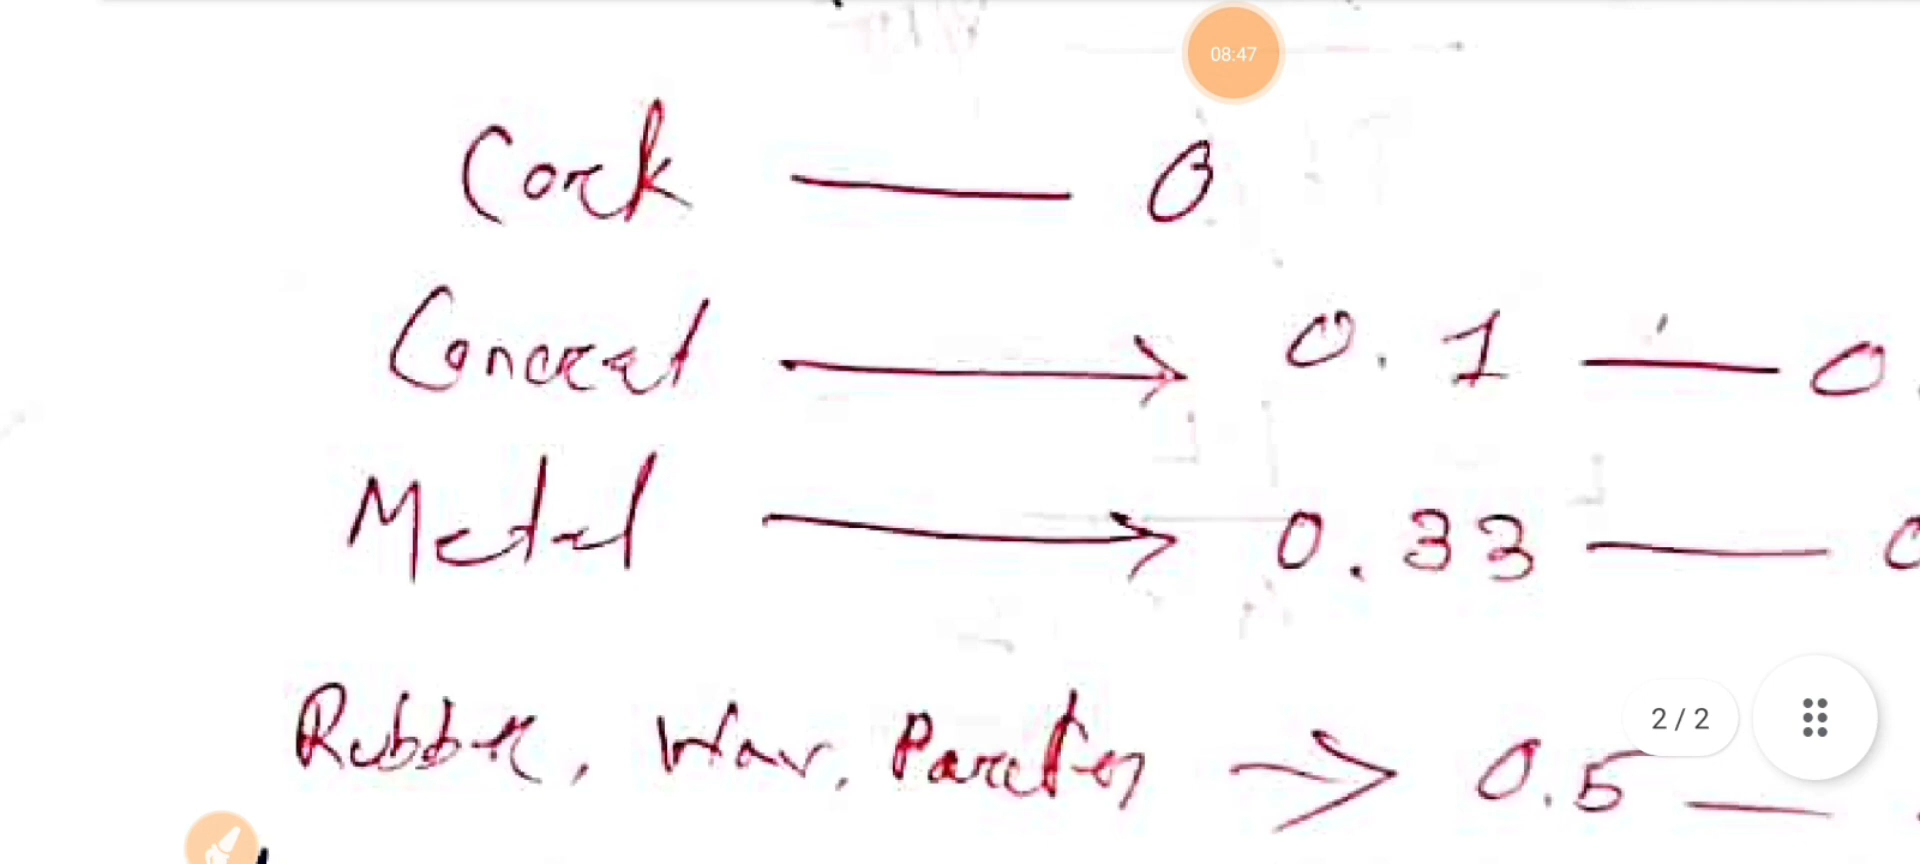 08:47
Cork — 0
Concret → 0.1 — 0.
Metal → 0.33 — 0
Rubber, Wax, Paraffin → 0.5 —
2 / 2